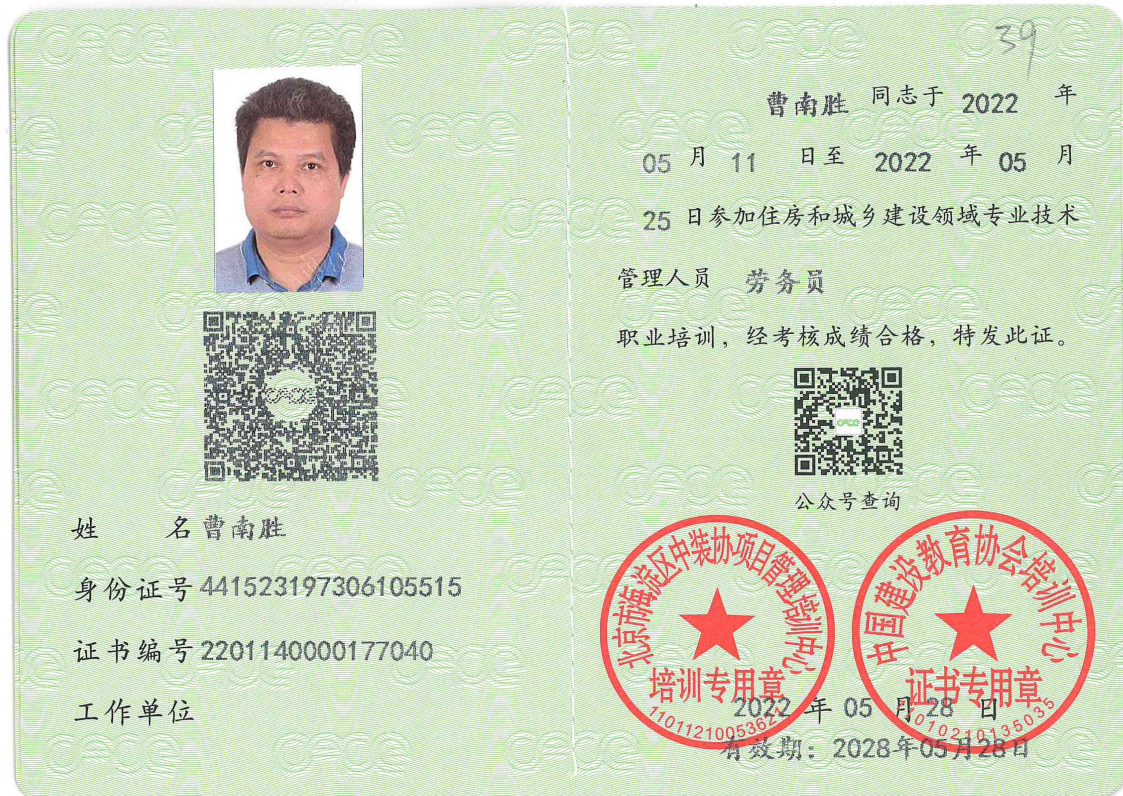 39
曹南胜 同志于 2022 年
05 月 11 日至 2022 年 05 月
25 日参加住房和城乡建设领域专业技术
管理人员 劳务员
职业培训，经考核成绩合格，特发此证。
公众号查询
姓 名 曹南胜
身份证号 441523197306105515
证书编号 2201140000177040
工作单位
北京市海淀区中装协项目管理培训中心
培训专用章
中国建设教育协会培训中心
证书专用章
11010210135035
2022 年 05 月 28 日
有效期：2028年05月28日